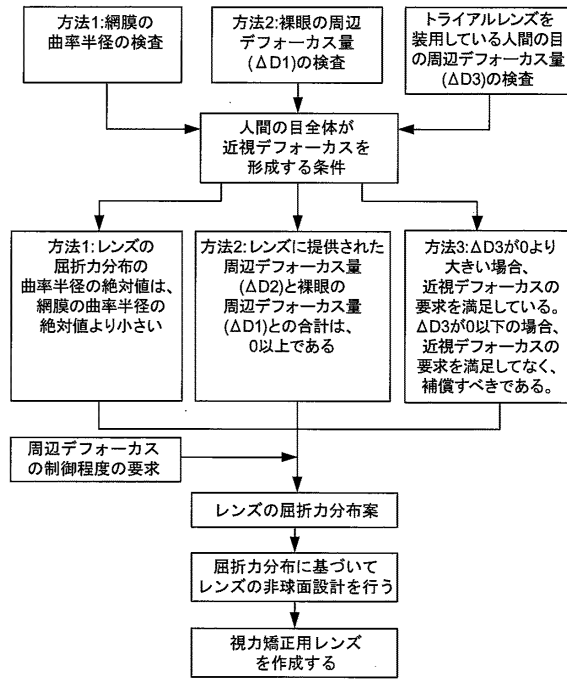 方法1:網膜の
曲率半径の検査
方法2:裸眼の周辺
デフォーカス量
(ΔD1)の検査
トライアルレンズを
装用している人間の目
の周辺デフォーカス量
(ΔD3)の検査
人間の目全体が
近視デフォーカスを
形成する条件
方法1:レンズの
屈折力分布の
曲率半径の絶対値は、
網膜の曲率半径の
絶対値より小さい
方法2:レンズに提供された
周辺デフォーカス量
(ΔD2)と裸眼の
周辺デフォーカス量
(ΔD1)との合計は、
0以上である
方法3:ΔD3が0より
大きい場合、
近視デフォーカスの
要求を満足している。
ΔD3が0以下の場合、
近視デフォーカスの
要求を満足してなく、
補償すべきである。
周辺デフォーカス
の制御程度の要求
レンズの屈折力分布案
屈折力分布に基づいて
レンズの非球面設計を行う
視力矯正用レンズ
を作成する